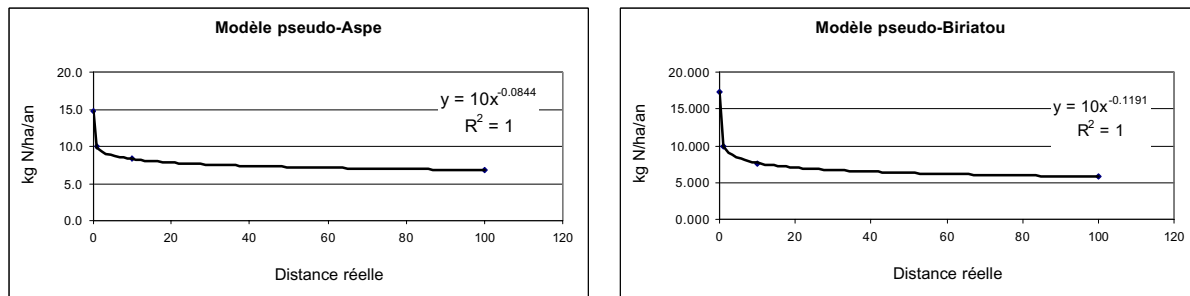 Modèle pseudo-Aspe
20.0
15.0
10.0
5.0
0.0
kg N/ha/an
y = 10x^-0.0844
R² = 1
0 20 40 60 80 100 120
Distance réelle
Modèle pseudo-Biriatou
20.000
15.000
10.000
5.000
0.000
kg N/ha/an
y = 10x^-0.1191
R² = 1
0 20 40 60 80 100 120
Distance réelle